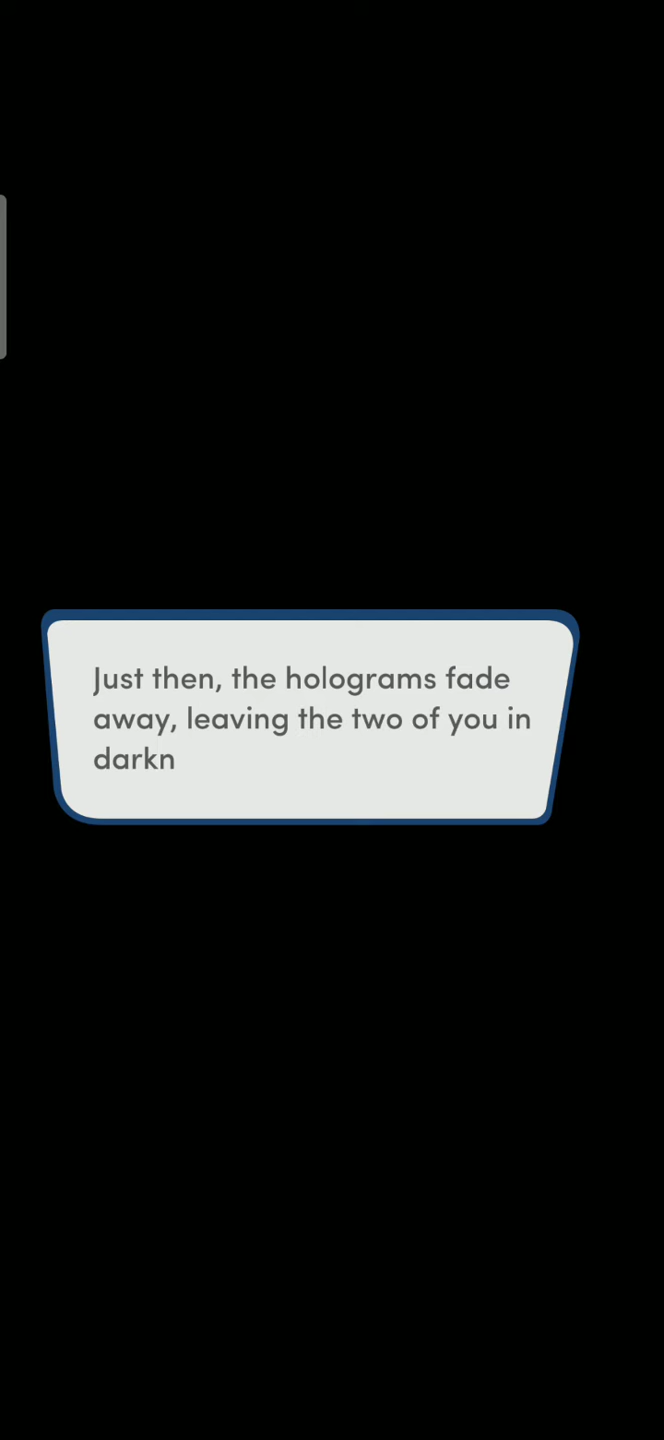 Just then, the holograms fade
away, leaving the two of you in
darkn